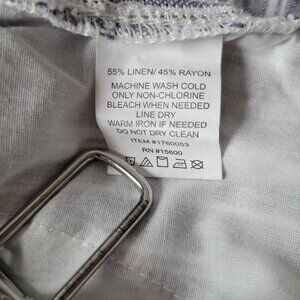 55% LINEN/ 45% RAYON
MACHINE WASH COLD
ONLY NON-CHLORINE
BLEACH WHEN NEEDED
LINE DRY
WARM IRON IF NEEDED
DO NOT DRY CLEAN
ITEM #1760053
RN #15600